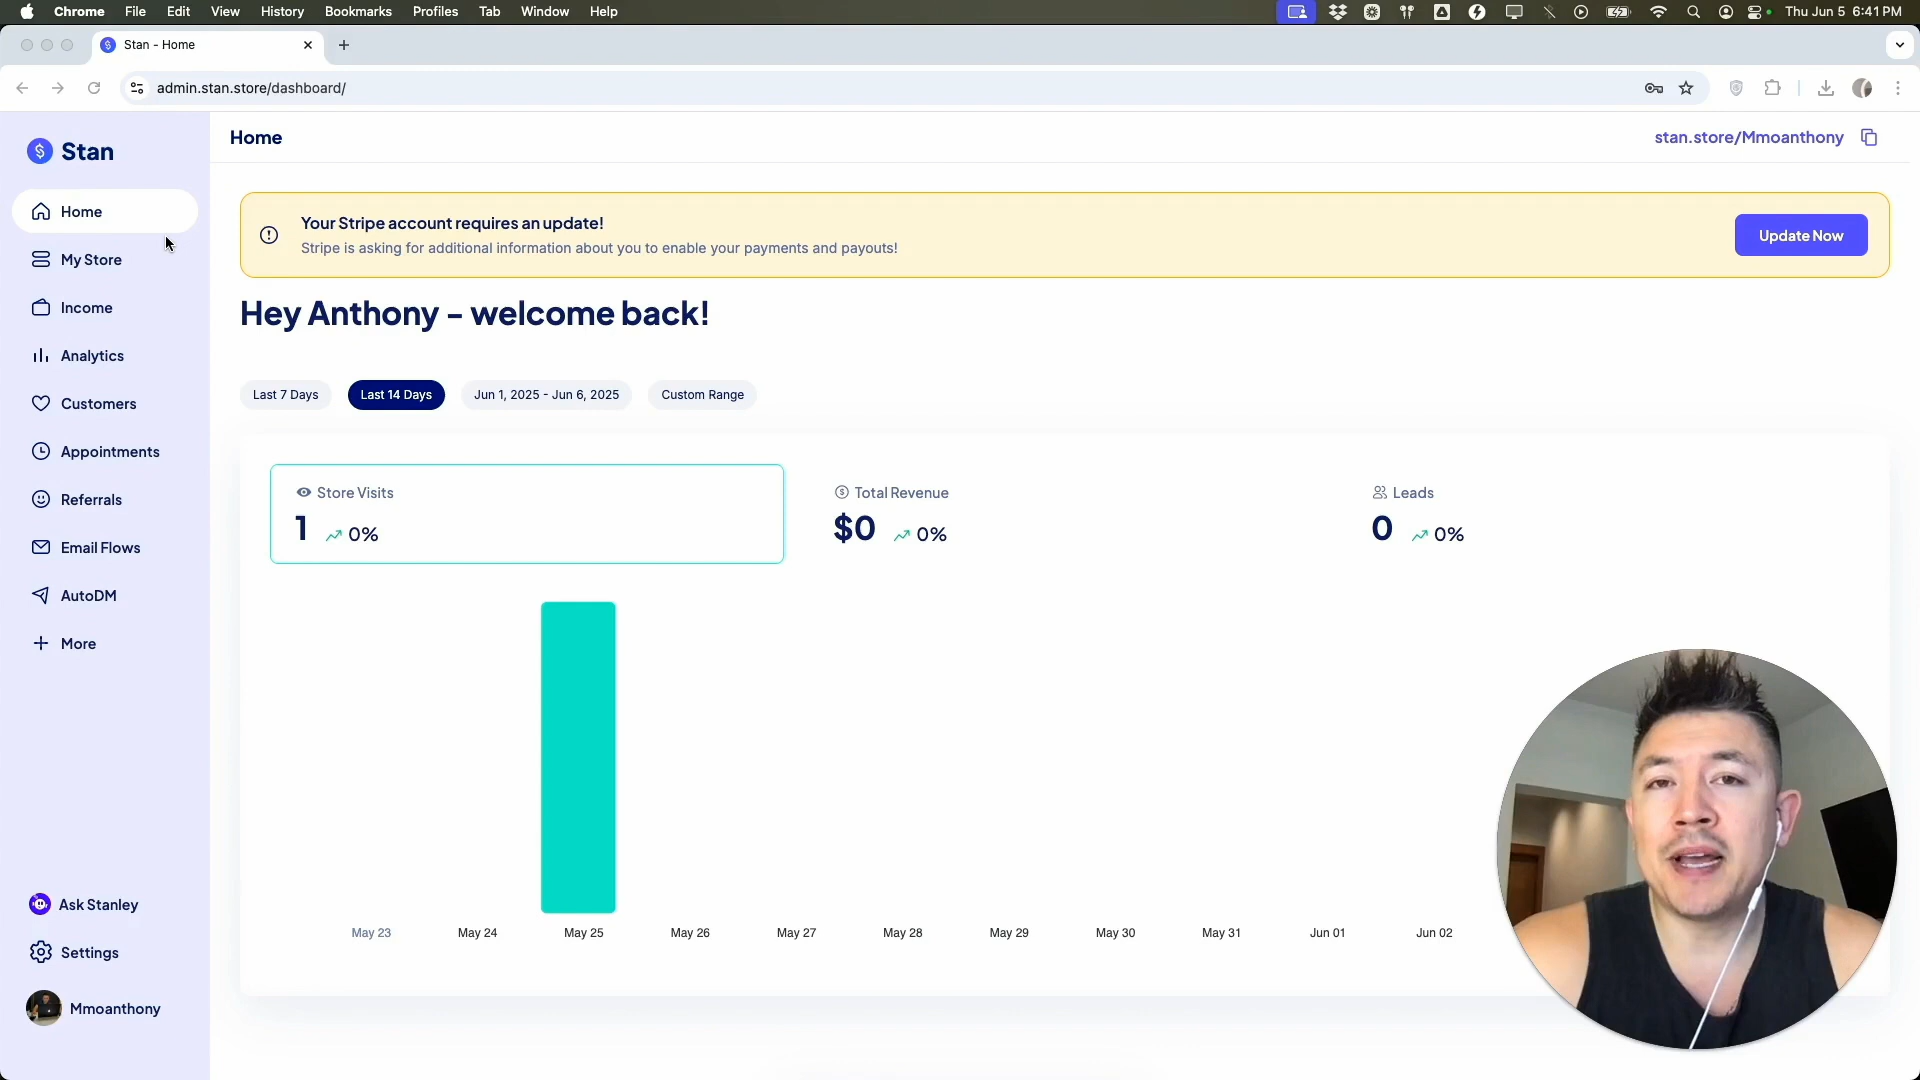 Chrome File Edit View History Bookmarks Profiles Tab Window Help Thu Jun 5 6:41 PM
Stan - Home
admin.stan.store/dashboard/
Stan
Home
My Store
Income
Analytics
Customers
Appointments
Referrals
Email Flows
AutoDM
More
Ask Stanley
Settings
Mmoanthony
Home
stan.store/Mmoanthony
Your Stripe account requires an update!
Stripe is asking for additional information about you to enable your payments and payouts!
Update Now
Hey Anthony - welcome back!
Last 7 Days Last 14 Days Jun 1, 2025 - Jun 6, 2025 Custom Range
Store Visits
1 0%
Total Revenue
$0 0%
Leads
0 0%
May 23 May 24 May 25 May 26 May 27 May 28 May 29 May 30 May 31 Jun 01 Jun 02